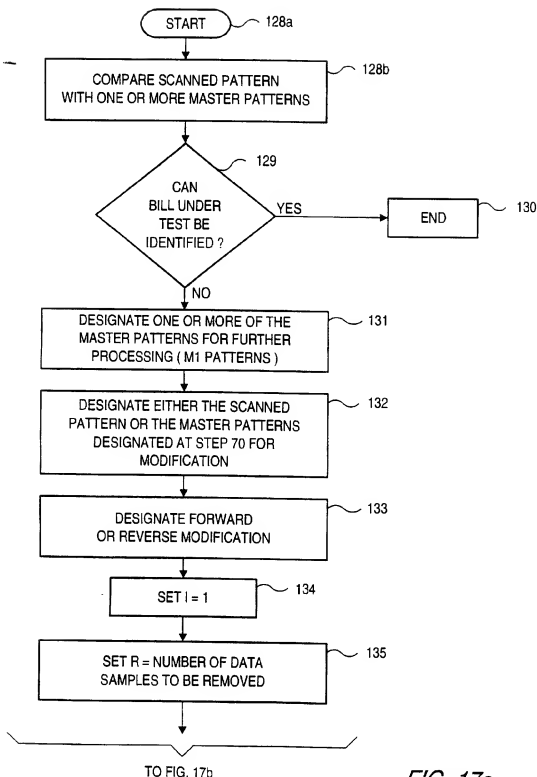 START
128a
COMPARE SCANNED PATTERN
WITH ONE OR MORE MASTER PATTERNS
128b
129
CAN
BILL UNDER
TEST BE
IDENTIFIED ?
YES
END
130
NO
DESIGNATE ONE OR MORE OF THE
MASTER PATTERNS FOR FURTHER
PROCESSING ( M1 PATTERNS )
131
DESIGNATE EITHER THE SCANNED
PATTERN OR THE MASTER PATTERNS
DESIGNATED AT STEP 70 FOR
MODIFICATION
132
DESIGNATE FORWARD
OR REVERSE MODIFICATION
133
SET I = 1
134
SET R = NUMBER OF DATA
SAMPLES TO BE REMOVED
135
TO FIG. 17b
FIG. 17a